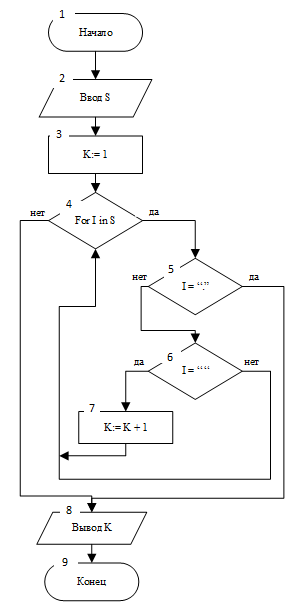 1
Начало
2
Ввод S
3
K:= 1
4
нет
да
For I in S
5
нет
да
I = “.”
6
да
нет
I = “ “
7
K:= K + 1
8
Вывод K
9
Конец